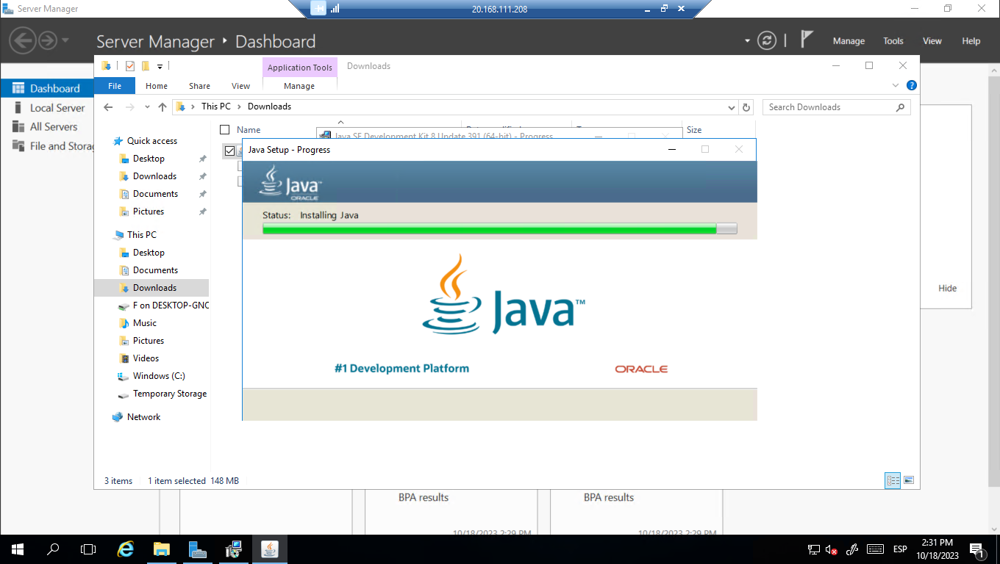 Server Manager
20.168.111.208
Server Manager
Dashboard
Manage
Tools
View
Help
Application Tools
Downloads
File
Home
Share
View
Manage
This PC
Downloads
Search Downloads
Dashboard
Local Server
All Servers
File and Storag
Quick access
Desktop
Downloads
Documents
Pictures
This PC
Desktop
Documents
Downloads
F on DESKTOP-GNC
Music
Pictures
Videos
Windows (C:)
Temporary Storage
Network
Name
Size
Java SE Development Kit 8 Update 391 (64-bit) - Progress
Java Setup - Progress
Java™
ORACLE
Status: Installing Java
Java™
#1 Development Platform
ORACLE
Hide
3 items
1 item selected 148 MB
BPA results
BPA results
10/18/2023 2:29 PM
10/18/2023 2:29 PM
ESP
2:31 PM
10/18/2023
1